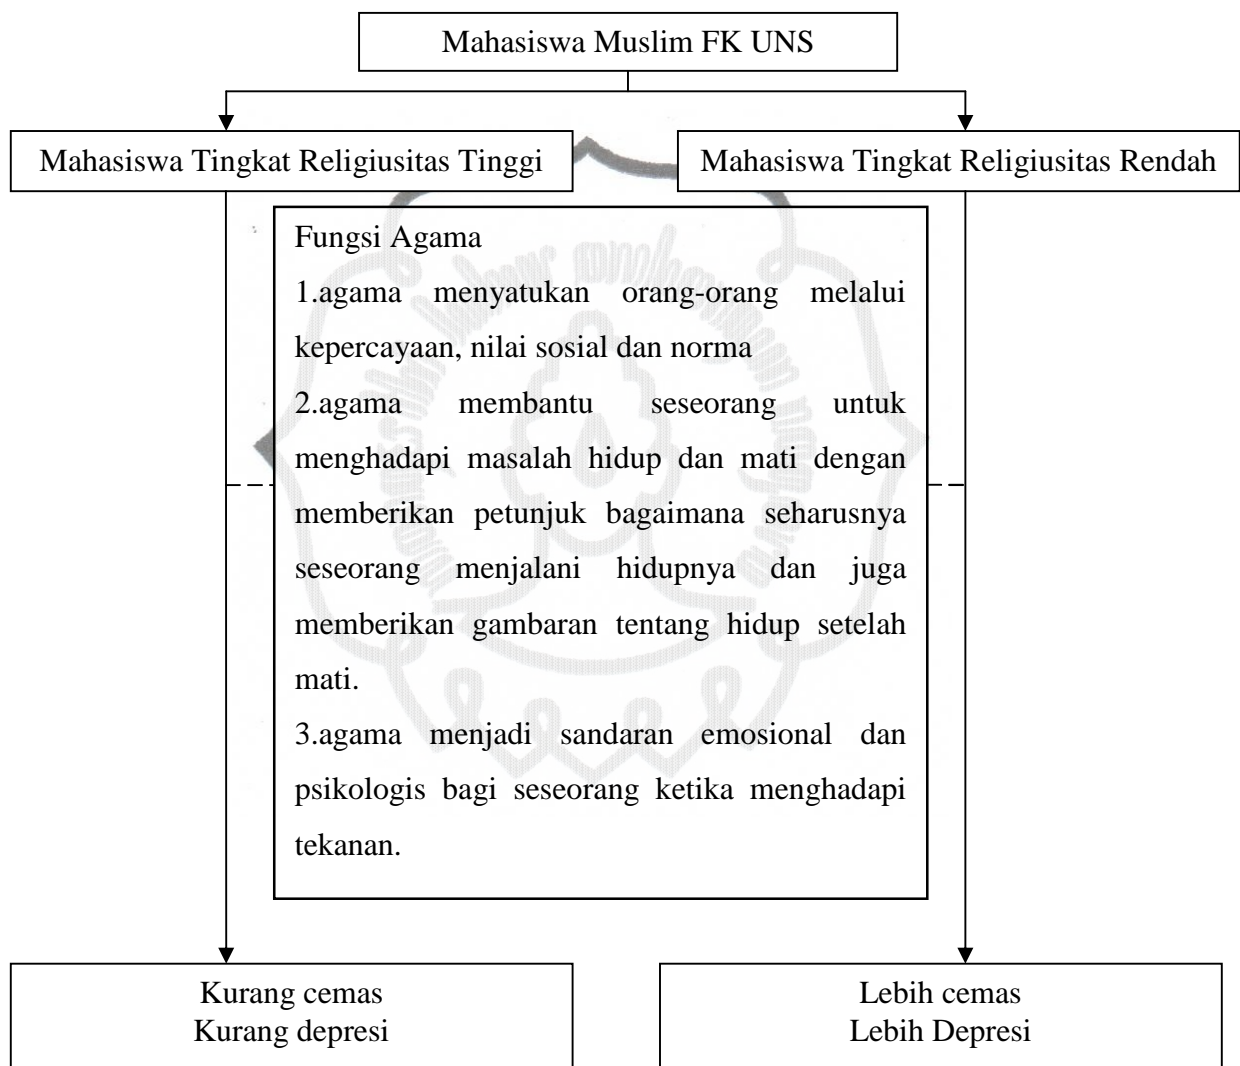 Mahasiswa Muslim FK UNS
Mahasiswa Tingkat Religiusitas Tinggi
Mahasiswa Tingkat Religiusitas Rendah
Fungsi Agama
1.agama menyatukan orang-orang melalui
kepercayaan, nilai sosial dan norma
2.agama membantu seseorang untuk
menghadapi masalah hidup dan mati dengan
memberikan petunjuk bagaimana seharusnya
seseorang menjalani hidupnya dan juga
memberikan gambaran tentang hidup setelah
mati.
3.agama menjadi sandaran emosional dan
psikologis bagi seseorang ketika menghadapi
tekanan.
Kurang cemas
Kurang depresi
Lebih cemas
Lebih Depresi